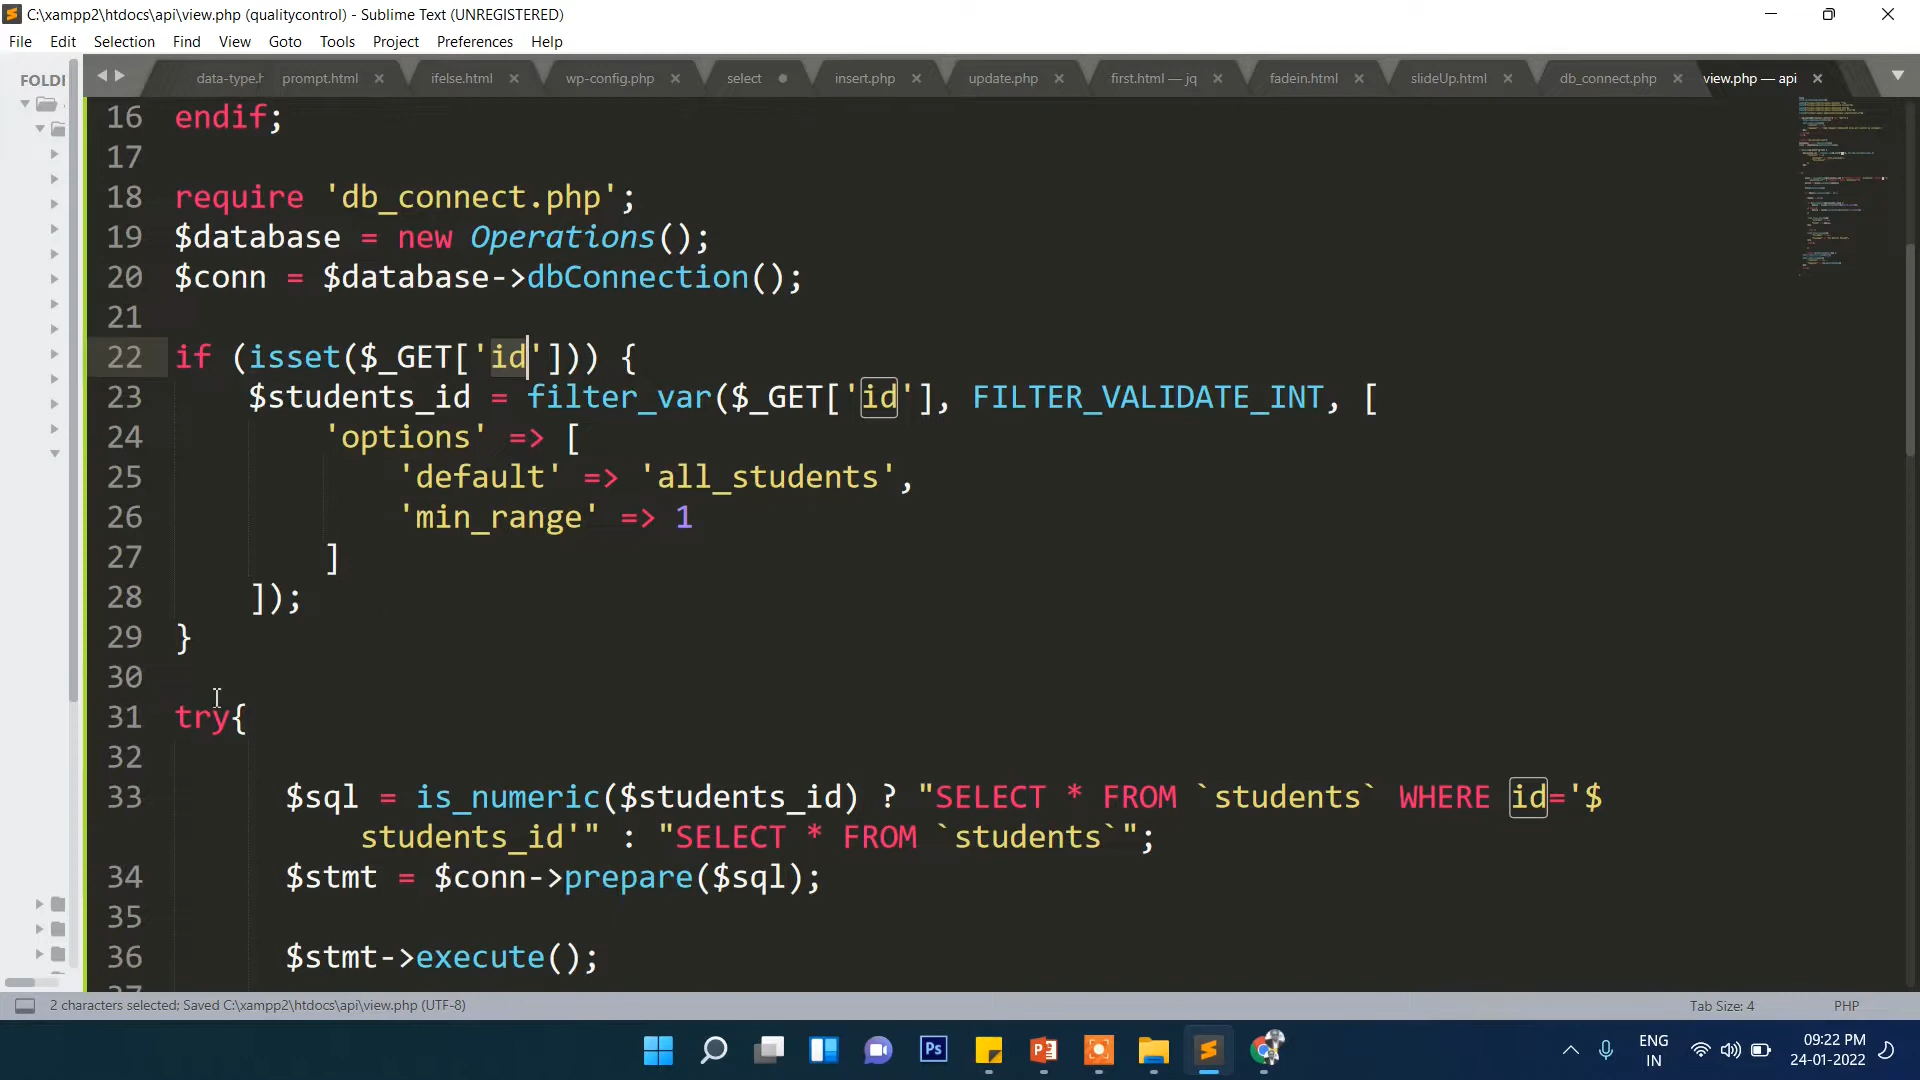 C:\xampp2\htdocs\api\view.php (qualitycontrol) - Sublime Text (UNREGISTERED)
File Edit Selection Find View Goto Tools Project Preferences Help
FOLDI
data-type.h prompt.html ifelse.html wp-config.php select insert.php update.php first.html — jq fadein.html slideUp.html db_connect.php view.php — api
16 endif;
17
18 require 'db_connect.php';
19 $database = new Operations();
20 $conn = $database->dbConnection();
21
22 if (isset($_GET['id'])) {
23 $students_id = filter_var($_GET['id'], FILTER_VALIDATE_INT, [
24 'options' => [
25 'default' => 'all_students',
26 'min_range' => 1
27 ]
28 ]);
29 }
30
31 try{
32
33 $sql = is_numeric($students_id) ? "SELECT * FROM `students` WHERE id='$
students_id'" : "SELECT * FROM `students`";
34 $stmt = $conn->prepare($sql);
35
36 $stmt->execute();
2 characters selected; Saved C:\xampp2\htdocs\api\view.php (UTF-8) Tab Size: 4 PHP
Ps
ENG
IN
09:22 PM
24-01-2022